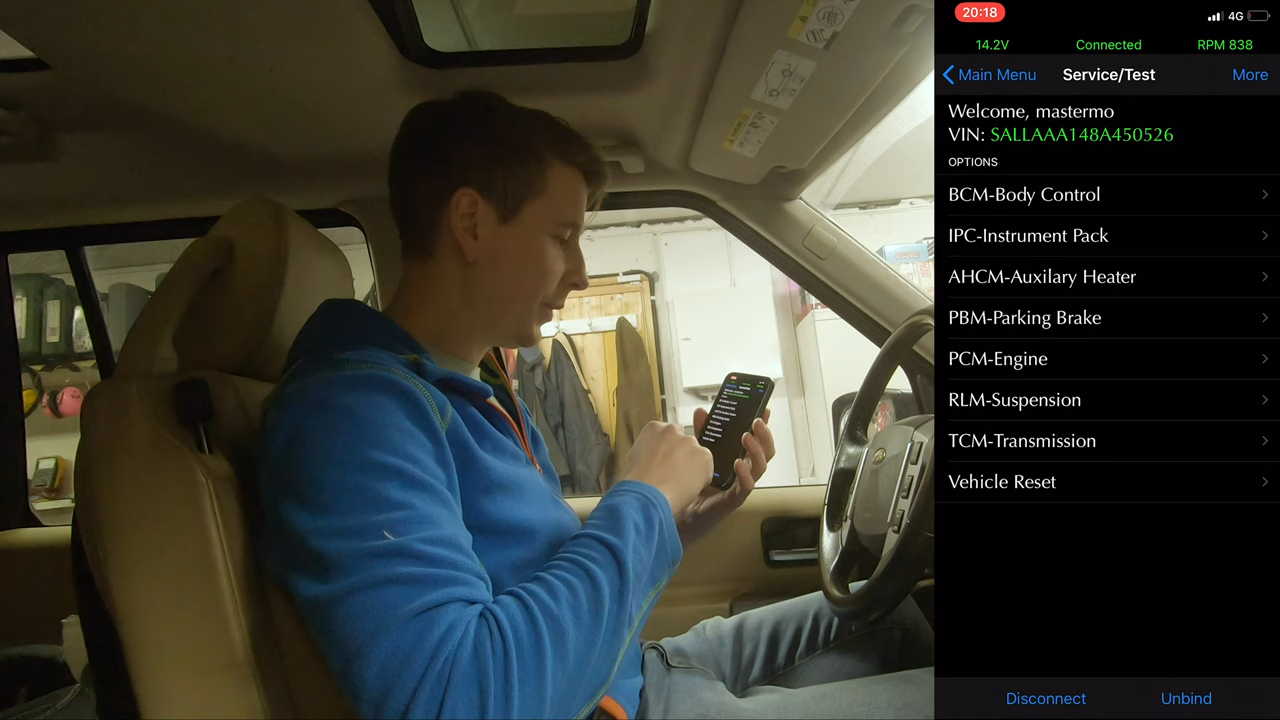 20:18
4G
14.2V
Connected
RPM 838
Main Menu
Service/Test
More
Welcome, mastermo
VIN: SALLAAA148A450526
OPTIONS
BCM-Body Control
IPC-Instrument Pack
AHCM-Auxilary Heater
PBM-Parking Brake
PCM-Engine
RLM-Suspension
TCM-Transmission
Vehicle Reset
Disconnect
Unbind